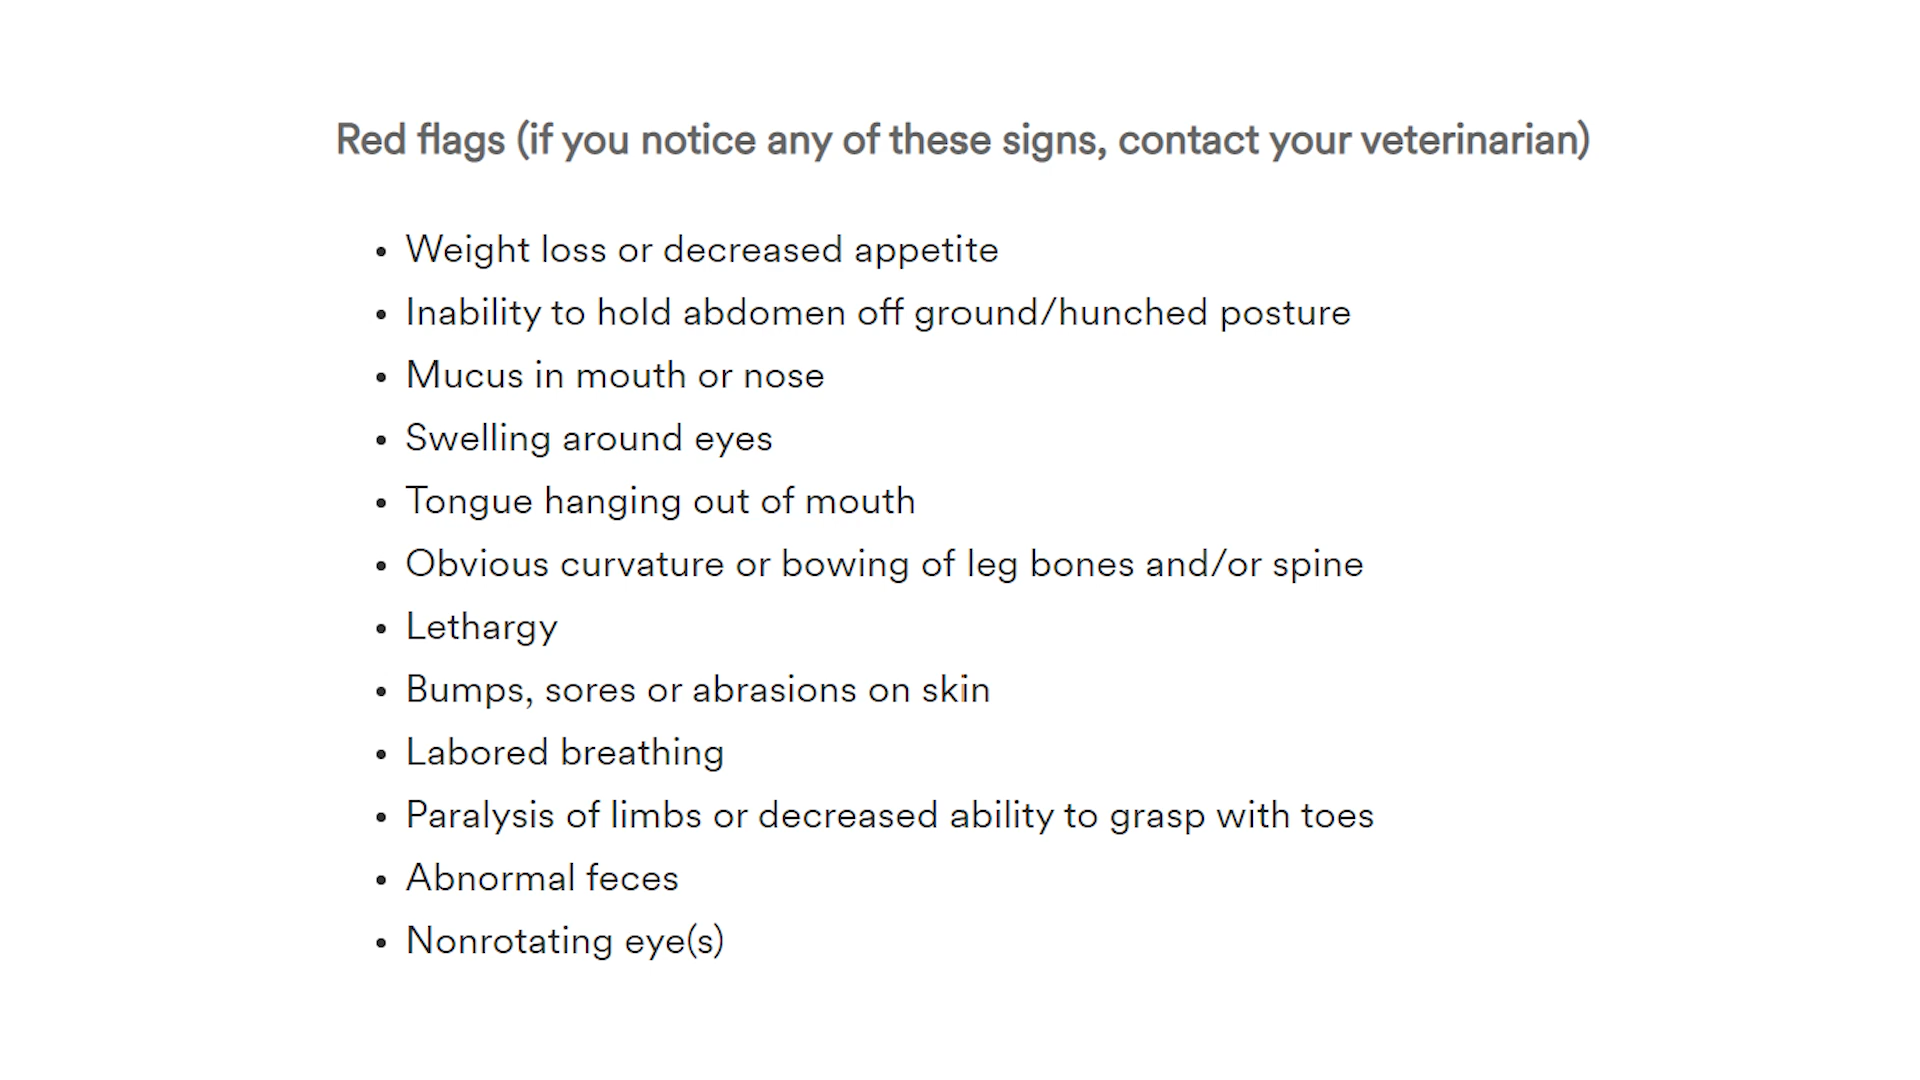 Red flags (if you notice any of these signs, contact your veterinarian)
• Weight loss or decreased appetite
• Inability to hold abdomen off ground/hunched posture
• Mucus in mouth or nose
• Swelling around eyes
• Tongue hanging out of mouth
• Obvious curvature or bowing of leg bones and/or spine
• Lethargy
• Bumps, sores or abrasions on skin
• Labored breathing
• Paralysis of limbs or decreased ability to grasp with toes
• Abnormal feces
• Nonrotating eye(s)